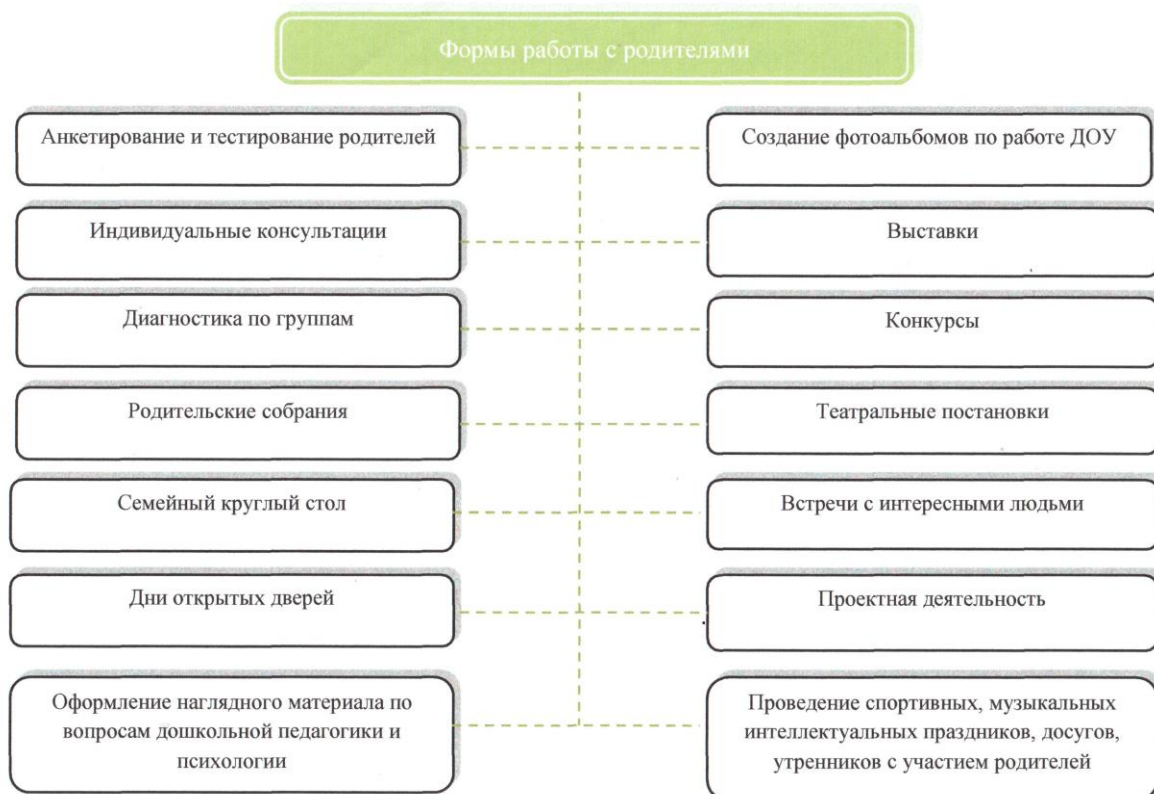 Формы работы с родителями
Анкетирование и тестирование родителей
Создание фотоальбомов по работе ДОУ
Индивидуальные консультации
Выставки
Диагностика по группам
Конкурсы
Родительские собрания
Театральные постановки
Семейный круглый стол
Встречи с интересными людьми
Дни открытых дверей
Проектная деятельность
Оформление наглядного материала по
вопросам дошкольной педагогики и
психологии
Проведение спортивных, музыкальных
интеллектуальных праздников, досугов,
утренников с участием родителей